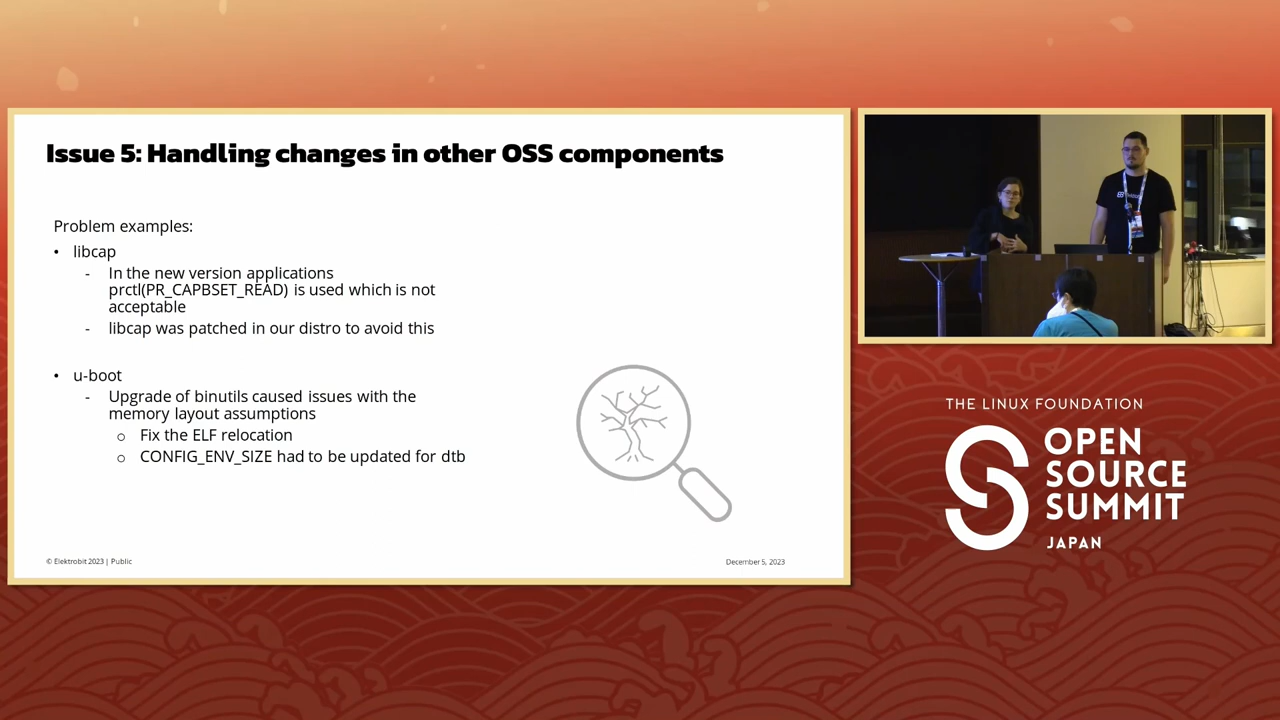 Issue 5: Handling changes in other OSS components
Problem examples:
• libcap
- In the new version applications
prctl(PR_CAPBSET_READ) is used which is not
acceptable
- libcap was patched in our distro to avoid this
• u-boot
- Upgrade of binutils caused issues with the
memory layout assumptions
o Fix the ELF relocation
o CONFIG_ENV_SIZE had to be updated for dtb
© Elektrobit 2023 | Public
December 5, 2023
THE LINUX FOUNDATION
OPEN
SOURCE
SUMMIT
JAPAN